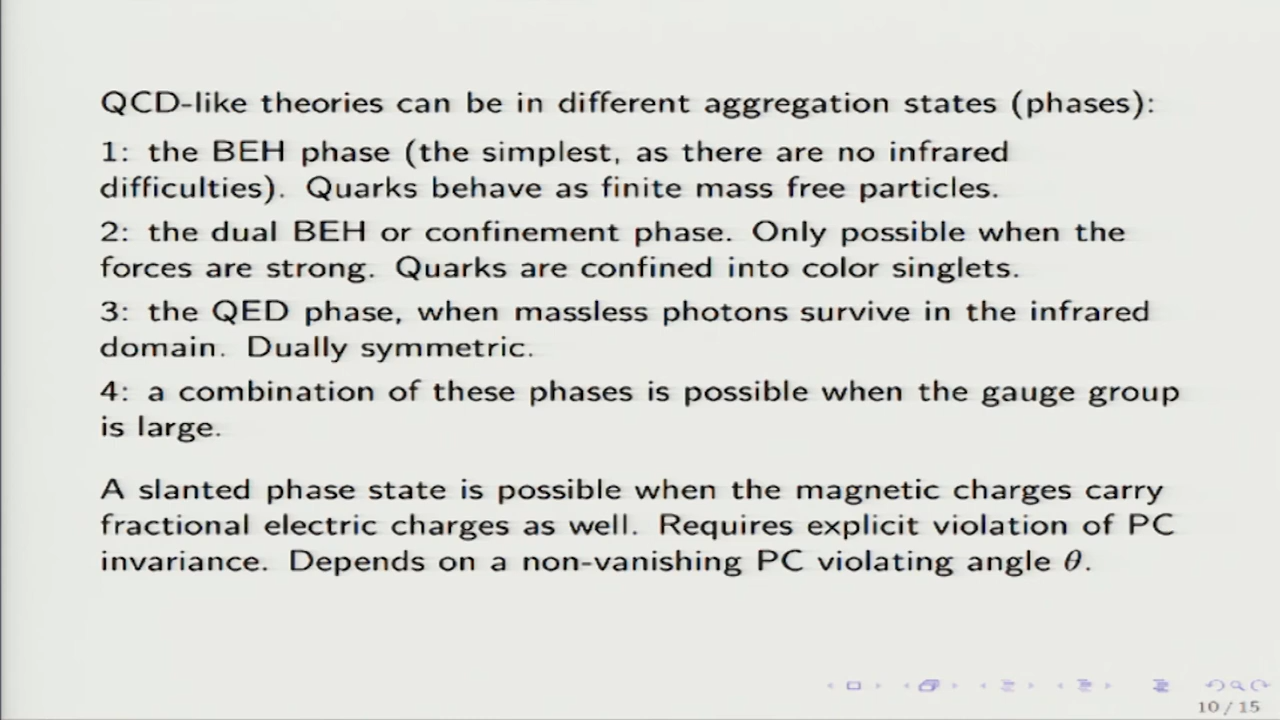 QCD-like theories can be in different aggregation states (phases):
1: the BEH phase (the simplest, as there are no infrared
difficulties). Quarks behave as finite mass free particles.
2: the dual BEH or confinement phase. Only possible when the
forces are strong. Quarks are confined into color singlets.
3: the QED phase, when massless photons survive in the infrared
domain. Dually symmetric.
4: a combination of these phases is possible when the gauge group
is large.
A slanted phase state is possible when the magnetic charges carry
fractional electric charges as well. Requires explicit violation of PC
invariance. Depends on a non-vanishing PC violating angle θ.
10 / 15